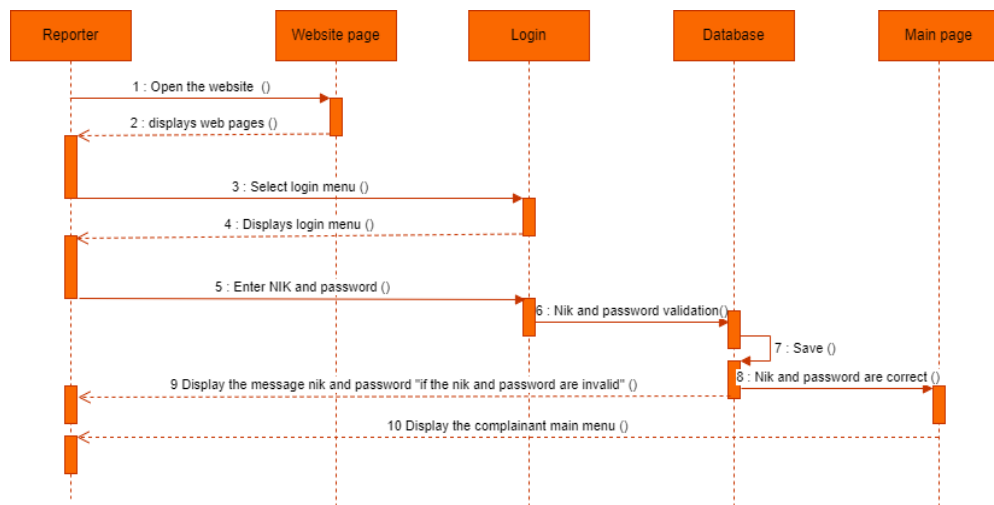 Reporter
Website page
Login
Database
Main page
1 : Open the website  ()
2 : displays web pages ()
3 : Select login menu ()
4 : Displays login menu ()
5 : Enter NIK and password ()
6 : Nik and password validation()
7 : Save ()
8 : Nik and password are correct ()
9 Display the message nik and password "if the nik and password are invalid" ()
10 Display the complainant main menu ()